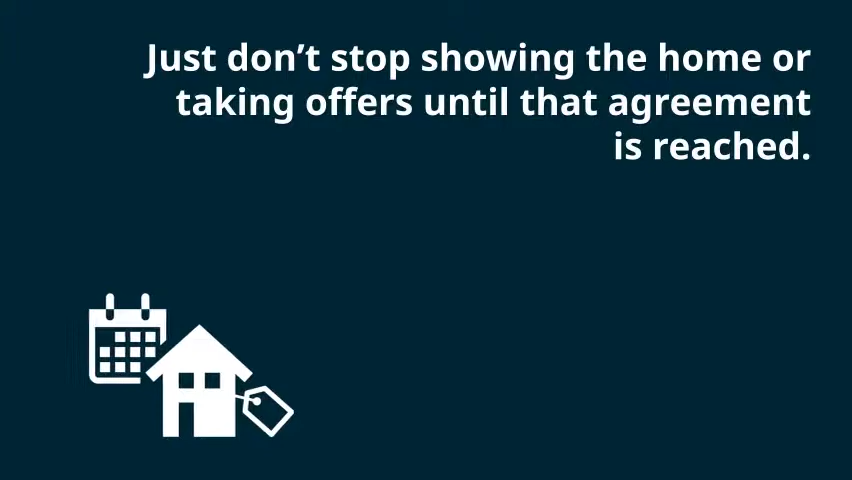 Just don’t stop showing the home or
taking offers until that agreement
is reached.